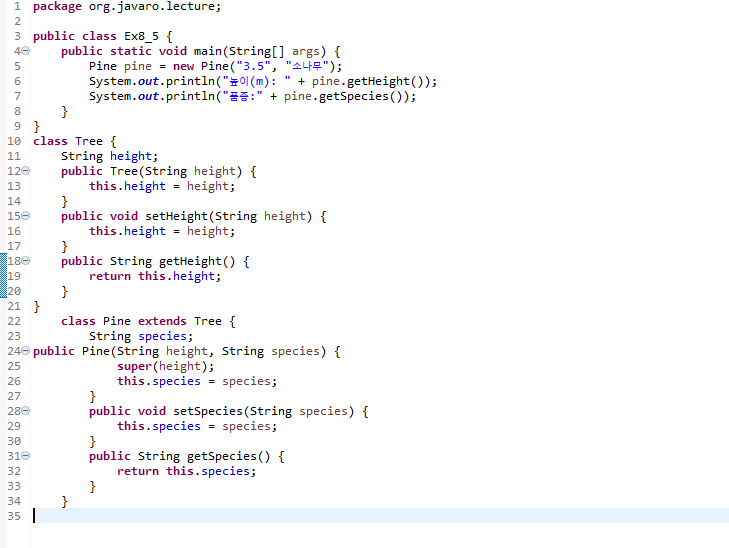 1 package org.javaro.lecture;
2
3 public class Ex8_5 {
4     public static void main(String[] args) {
5         Pine pine = new Pine("3.5", "소나무");
6         System.out.println("높이(m): " + pine.getHeight());
7         System.out.println("품종:" + pine.getSpecies());
8     }
9 }
10 class Tree {
11     String height;
12     public Tree(String height) {
13         this.height = height;
14     }
15     public void setHeight(String height) {
16         this.height = height;
17     }
18     public String getHeight() {
19         return this.height;
20     }
21 }
22     class Pine extends Tree {
23         String species;
24 public Pine(String height, String species) {
25             super(height);
26             this.species = species;
27         }
28         public void setSpecies(String species) {
29             this.species = species;
30         }
31         public String getSpecies() {
32             return this.species;
33         }
34     }
35